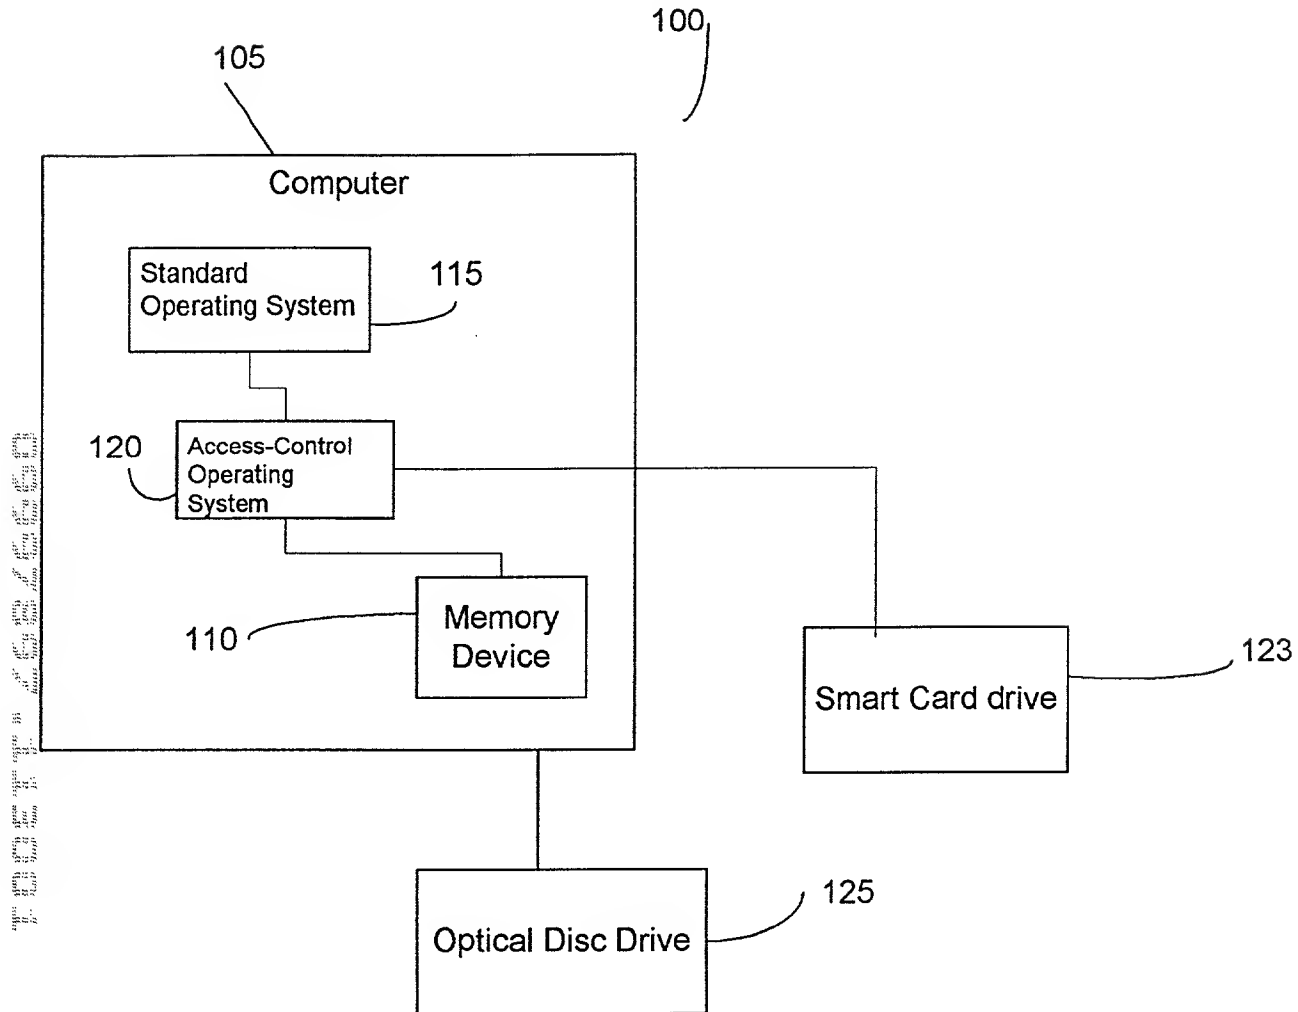 100
105
Computer
Standard
Operating System
115
120
Access-Control
Operating
System
110
Memory
Device
123
Smart Card drive
125
Optical Disc Drive